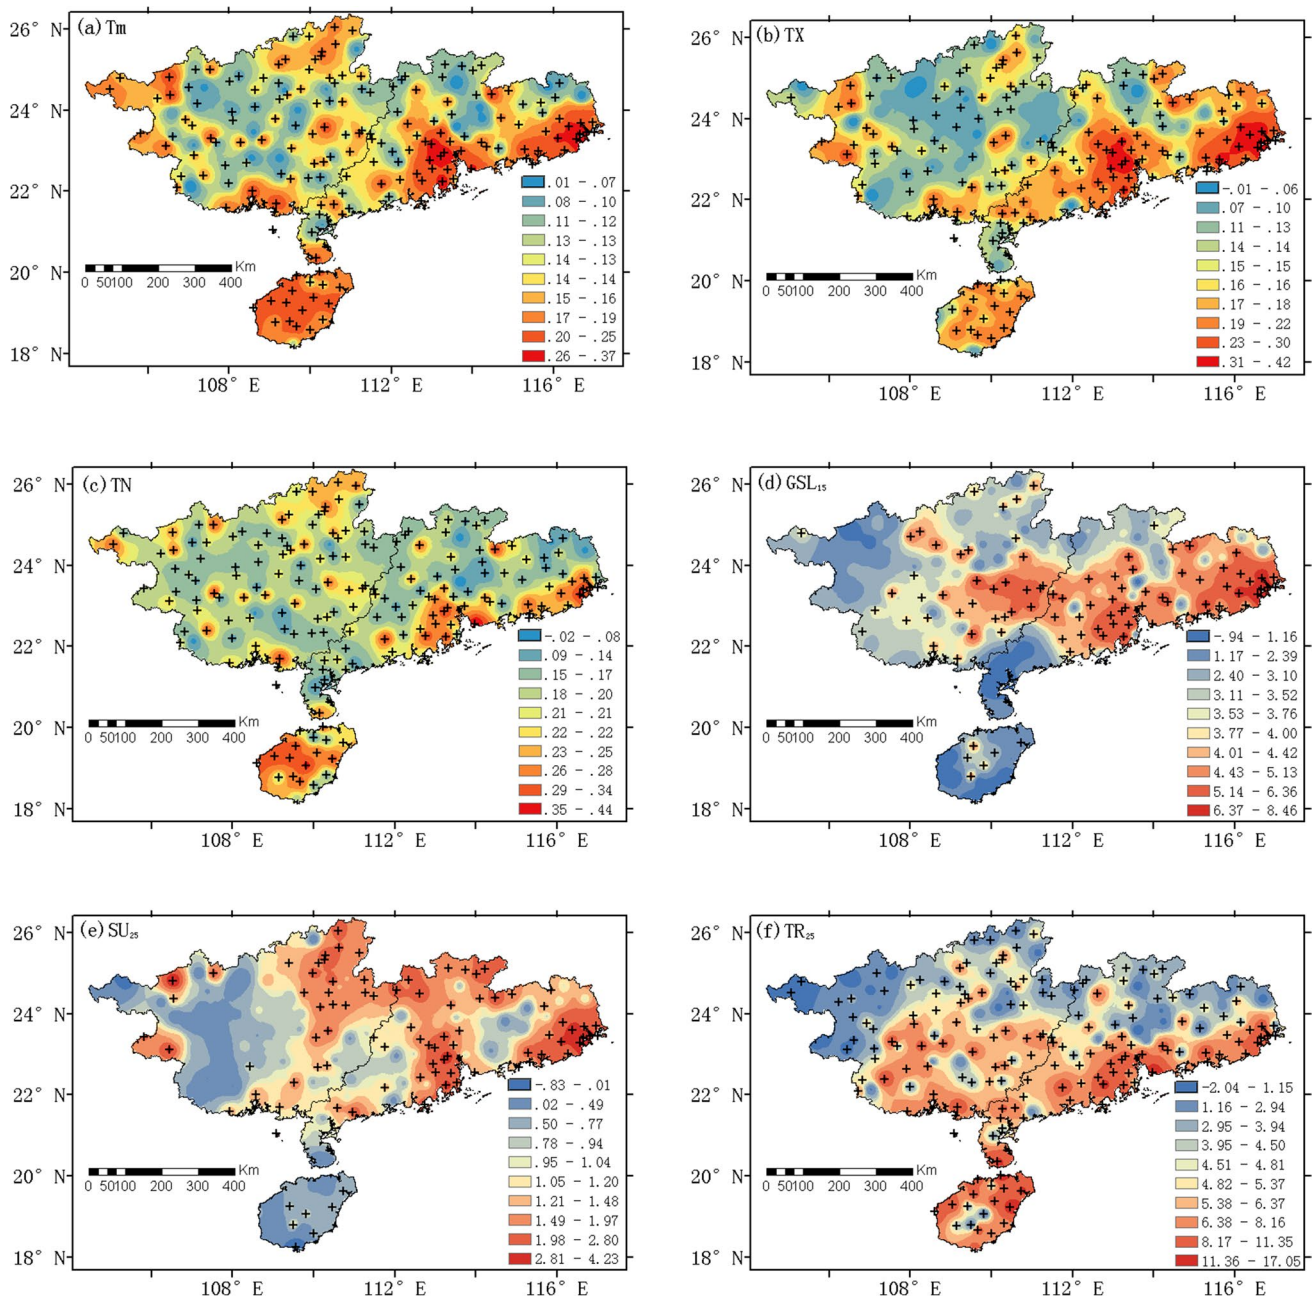 (a) Tm
26° N
24° N
22° N
20° N
18° N
108° E
112° E
116° E
Km
0 50100 200 300 400
.01 - .07
.08 - .10
.11 - .12
.13 - .13
.14 - .13
.14 - .14
.15 - .16
.17 - .19
.20 - .25
.26 - .37
(b) TX
26° N
24° N
22° N
20° N
18° N
108° E
112° E
116° E
Km
0 50100 200 300 400
-.01 - .06
.07 - .10
.11 - .13
.14 - .14
.15 - .15
.16 - .16
.17 - .18
.19 - .22
.23 - .30
.31 - .42
(c) TN
26° N
24° N
22° N
20° N
18° N
108° E
112° E
116° E
Km
0 50100 200 300 400
-.02 - .08
.09 - .14
.15 - .17
.18 - .20
.21 - .21
.22 - .22
.23 - .25
.26 - .28
.29 - .34
.35 - .44
(d) GSL₁₅
26° N
24° N
22° N
20° N
18° N
108° E
112° E
116° E
Km
0 50100 200 300 400
-.94 - 1.16
1.17 - 2.39
2.40 - 3.10
3.11 - 3.52
3.53 - 3.76
3.77 - 4.00
4.01 - 4.42
4.43 - 5.13
5.14 - 6.36
6.37 - 8.46
(e) SU₂₅
26° N
24° N
22° N
20° N
18° N
108° E
112° E
116° E
Km
0 50100 200 300 400
-.83 - .01
.02 - .49
.50 - .77
.78 - .94
.95 - 1.04
1.05 - 1.20
1.21 - 1.48
1.49 - 1.97
1.98 - 2.80
2.81 - 4.23
(f) TR₂₅
26° N
24° N
22° N
20° N
18° N
108° E
112° E
116° E
Km
0 50100 200 300 400
-2.04 - 1.15
1.16 - 2.94
2.95 - 3.94
3.95 - 4.50
4.51 - 4.81
4.82 - 5.37
5.38 - 6.37
6.38 - 8.16
8.17 - 11.35
11.36 - 17.05